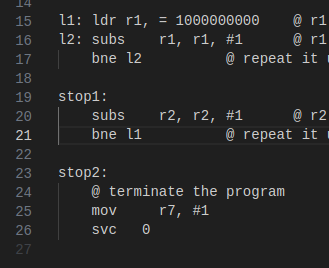 14
15 l1: ldr r1, = 1000000000 @ r1
16 l2: subs r1, r1, #1 @ r1
17 bne l2 @ repeat it
18
19 stop1:
20 subs r2, r2, #1 @ r2
21 bne l1 @ repeat it
22
23 stop2:
24 @ terminate the program
25 mov r7, #1
26 svc 0
27